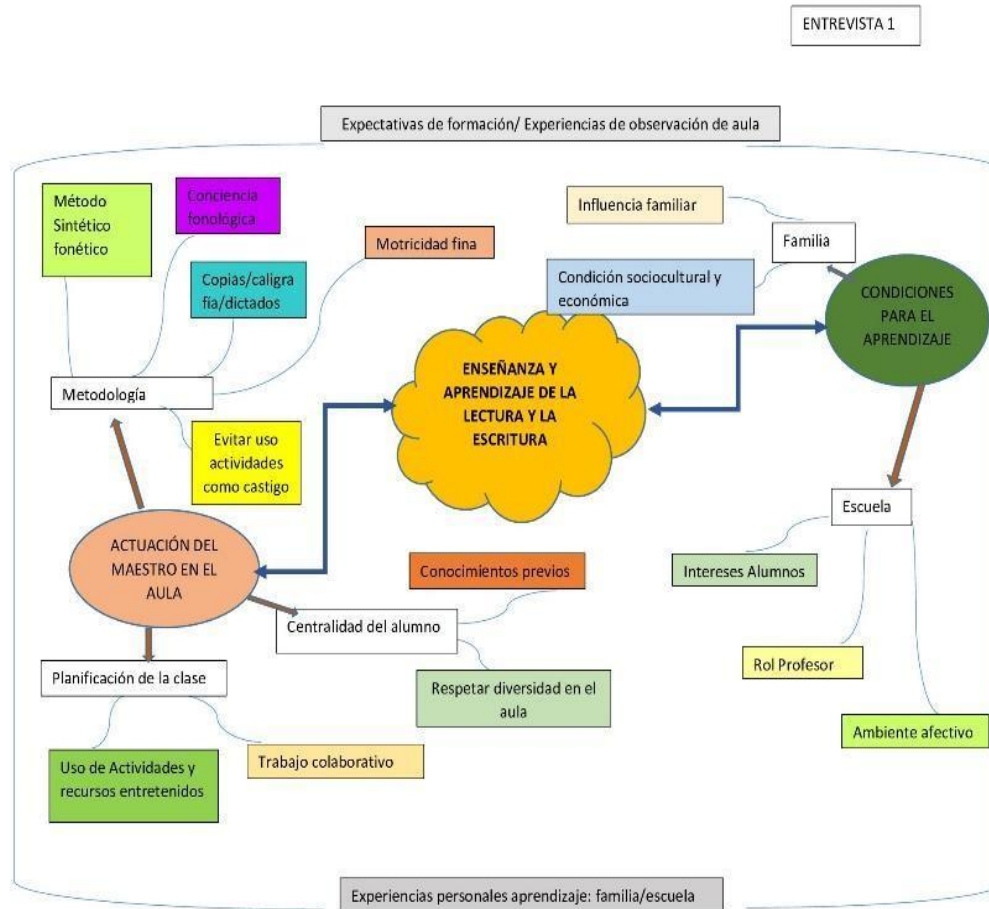 ENTREVISTA 1
Expectativas de formación/ Experiencias de observación de aula
Método
Sintético
fonético
Conciencia
fonológica
Motricidad fina
Copias/caligra
fía/dictados
Metodología
Evitar uso
actividades
como castigo
Influencia familiar
Familia
Condición sociocultural y
económica
CONDICIONES
PARA EL
APRENDIZAJE
ENSEÑANZA Y
APRENDIZAJE DE LA
LECTURA Y LA
ESCRITURA
Escuela
Intereses Alumnos
Rol Profesor
Ambiente afectivo
ACTUACIÓN DEL
MAESTRO EN EL
AULA
Conocimientos previos
Centralidad del alumno
Respetar diversidad en el
aula
Planificación de la clase
Uso de Actividades y
recursos entretenidos
Trabajo colaborativo
Experiencias personales aprendizaje: familia/escuela